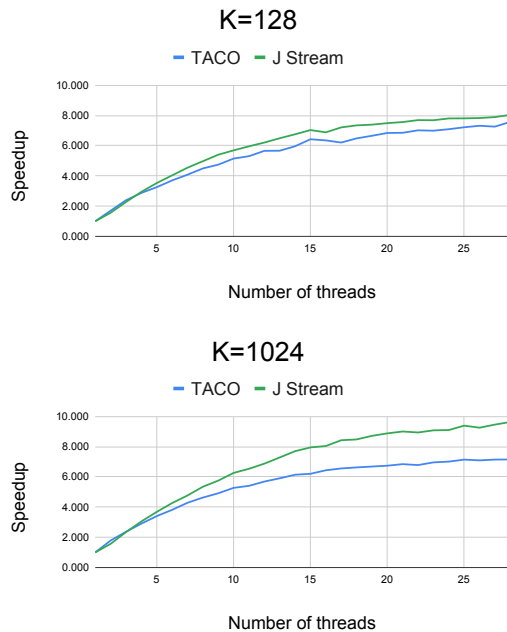 K=128
TACO J Stream
10.000
8.000
6.000
4.000
2.000
0.000
Speedup
5 10 15 20 25
Number of threads
K=1024
TACO J Stream
10.000
8.000
6.000
4.000
2.000
0.000
Speedup
5 10 15 20 25
Number of threads